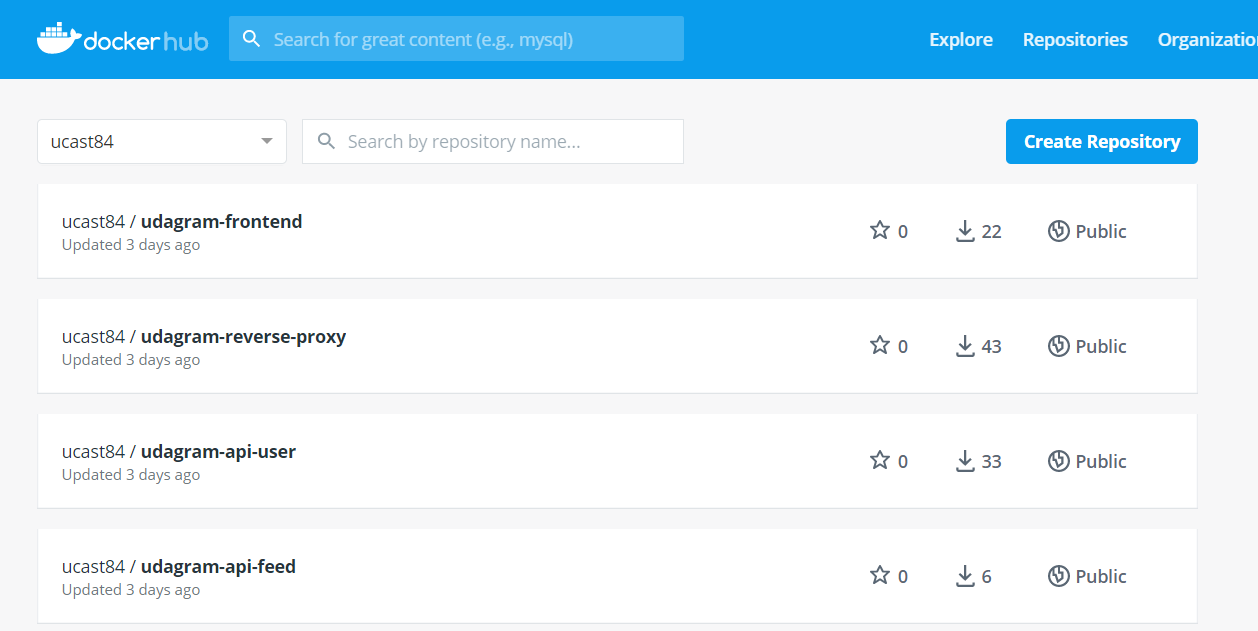 docker hub
Search for great content (e.g., mysql)
Explore Repositories Organizatio
ucast84
Search by repository name...
Create Repository
ucast84 / udagram-frontend
Updated 3 days ago
0 22 Public
ucast84 / udagram-reverse-proxy
Updated 3 days ago
0 43 Public
ucast84 / udagram-api-user
Updated 3 days ago
0 33 Public
ucast84 / udagram-api-feed
Updated 3 days ago
0 6 Public